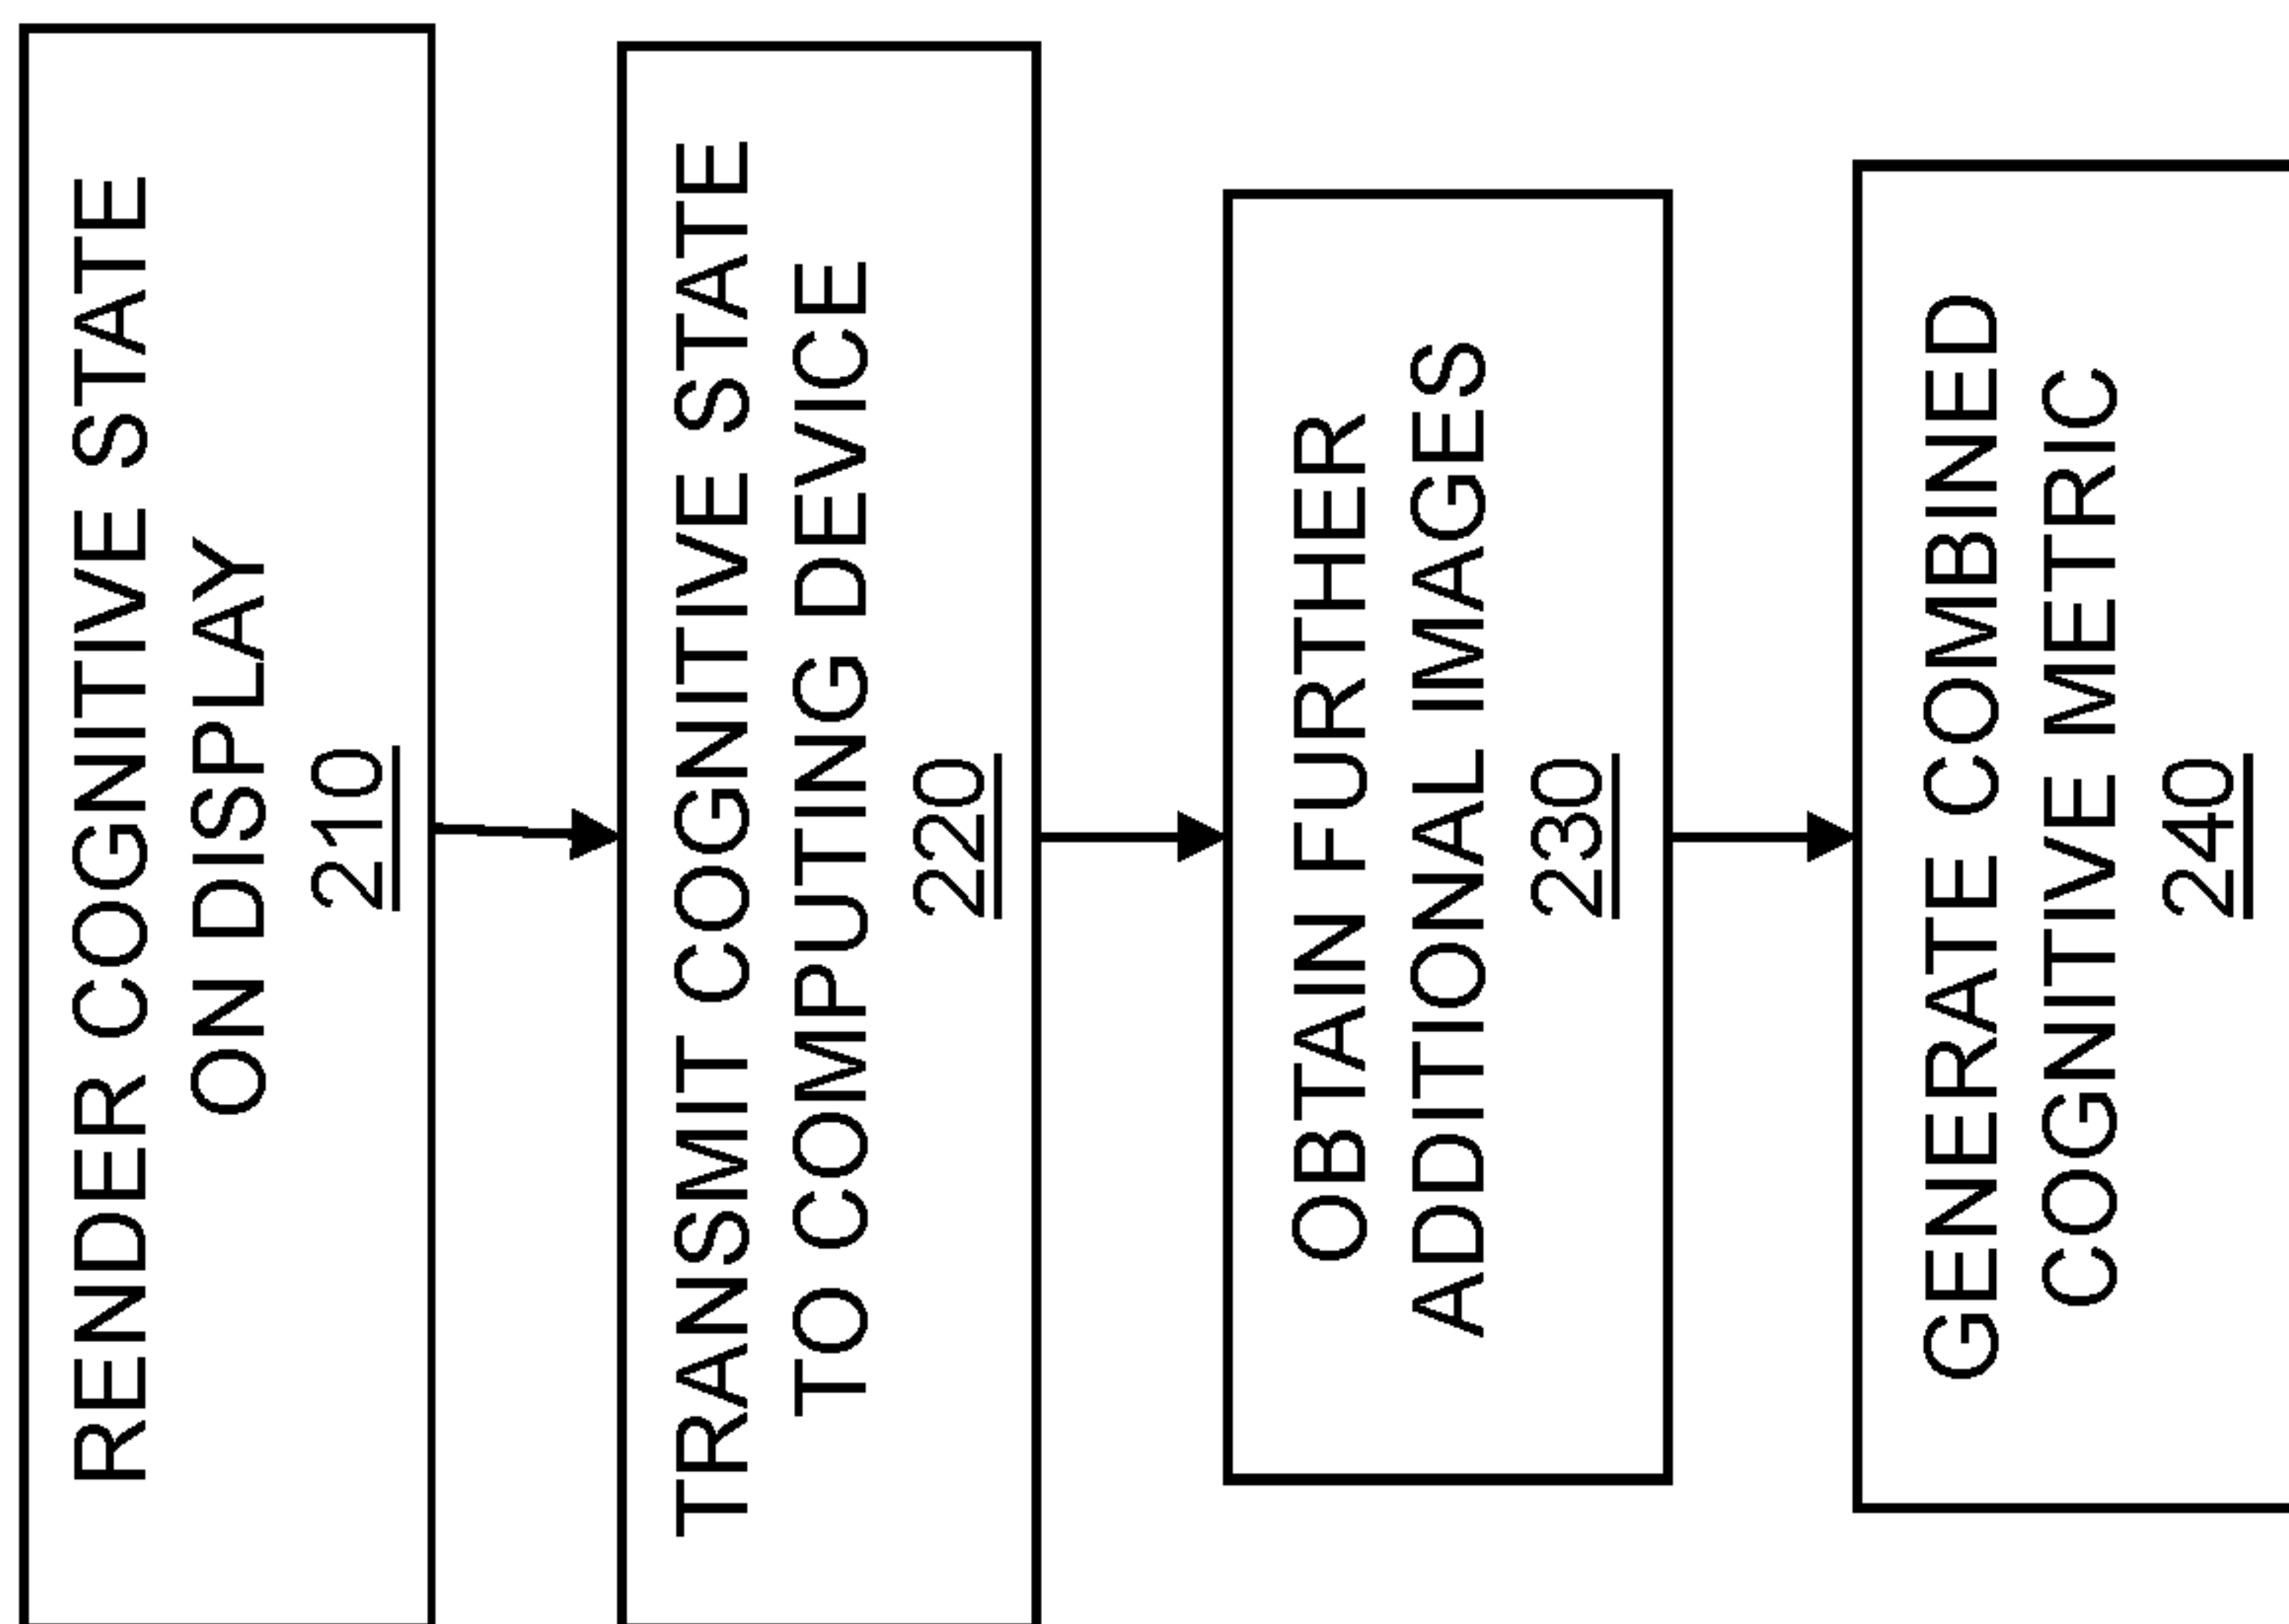 RENDER COGNITIVE STATE
ON DISPLAY
210
TRANSMIT COGNITIVE STATE
TO COMPUTING DEVICE
220
OBTAIN FURTHER
ADDITIONAL IMAGES
230
GENERATE COMBINED
COGNITIVE METRIC
240